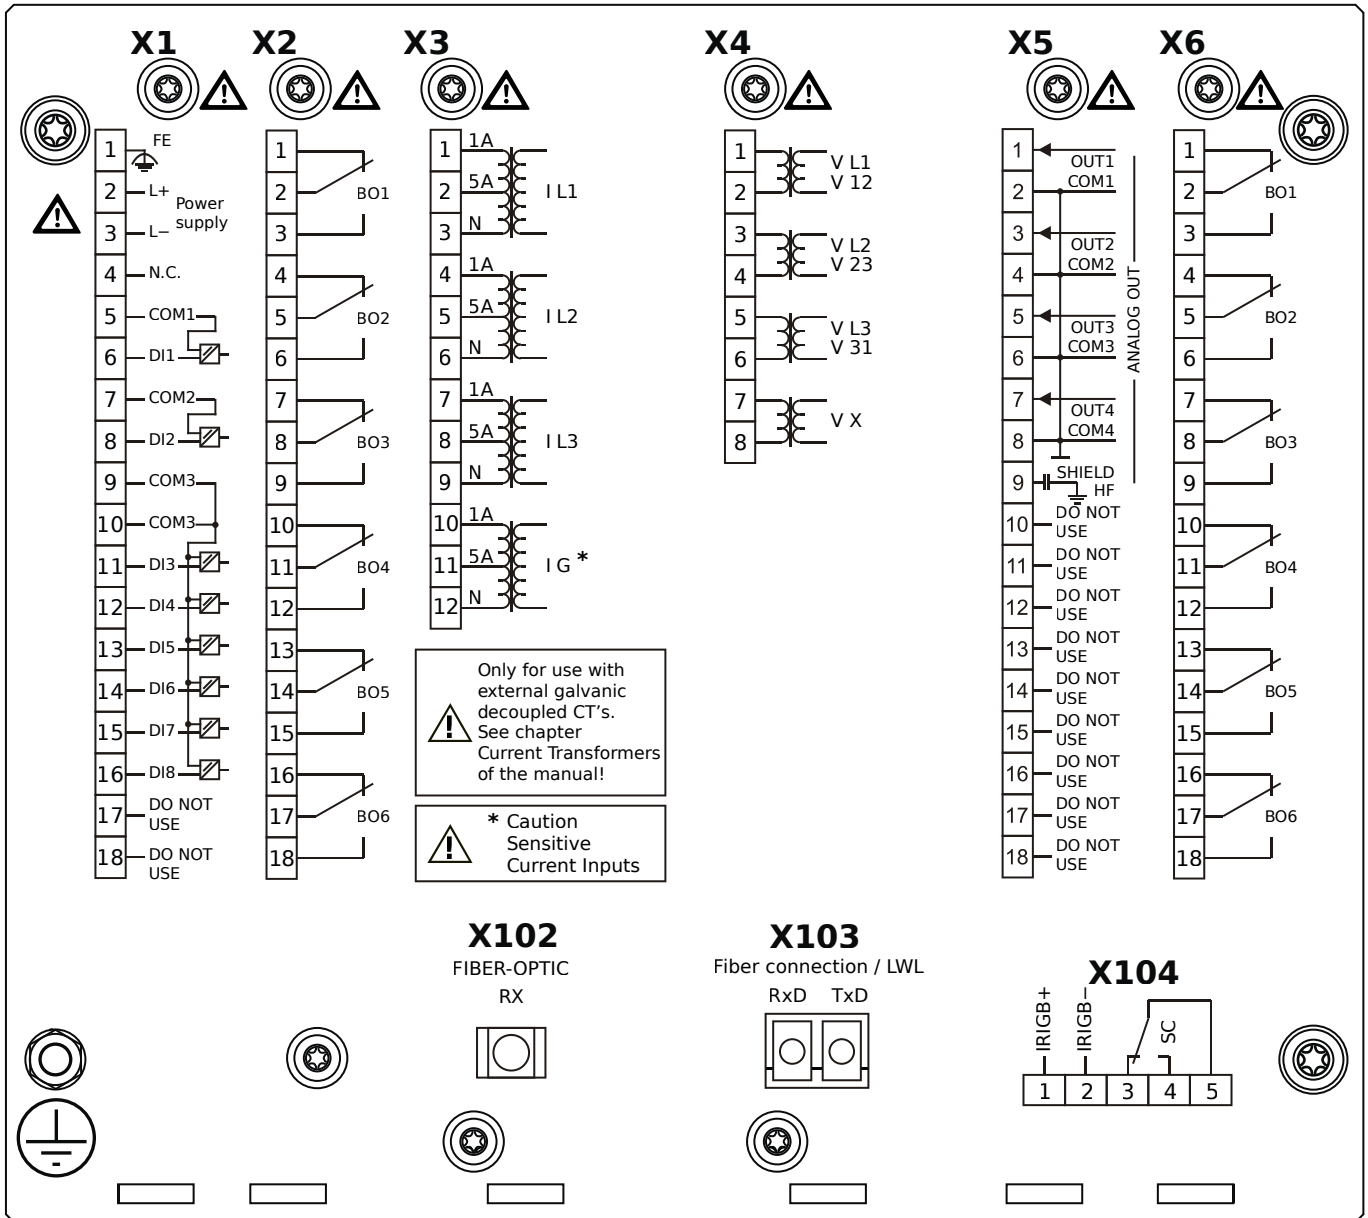 X1
X2
X3
X4
X5
X6
1
FE
2
L+
Power
supply
3
L−
4
N.C.
5
COM1
6
DI1
7
COM2
8
DI2
9
COM3
10
COM3
11
DI3
12
DI4
13
DI5
14
DI6
15
DI7
16
DI8
17
DO NOT
USE
18
DO NOT
USE
1
2
BO1
3
4
5
BO2
6
7
8
BO3
9
10
11
BO4
12
13
14
BO5
15
16
17
BO6
18
1
1A
2
5A
I L1
3
N
4
1A
5
5A
I L2
6
N
7
1A
8
5A
I L3
9
N
10
1A
11
5A
I G *
12
N
Only for use with
external galvanic
decoupled CT's.
See chapter
Current Transformers
of the manual!
* Caution
Sensitive
Current Inputs
1
V L1
2
V 12
3
V L2
4
V 23
5
V L3
6
V 31
7
V X
8
1
OUT1
2
COM1
3
OUT2
4
COM2
5
OUT3
6
COM3
7
OUT4
8
COM4
ANALOG OUT
9
SHIELD
HF
10
DO NOT
USE
11
DO NOT
USE
12
DO NOT
USE
13
DO NOT
USE
14
DO NOT
USE
15
DO NOT
USE
16
DO NOT
USE
17
DO NOT
USE
18
DO NOT
USE
1
2
BO1
3
4
5
BO2
6
7
8
BO3
9
10
11
BO4
12
13
14
BO5
15
16
17
BO6
18
X102
FIBER-OPTIC
RX
X103
Fiber connection / LWL
RxD TxD
X104
IRIGB+
IRIGB−
SC
1 2 3 4 5